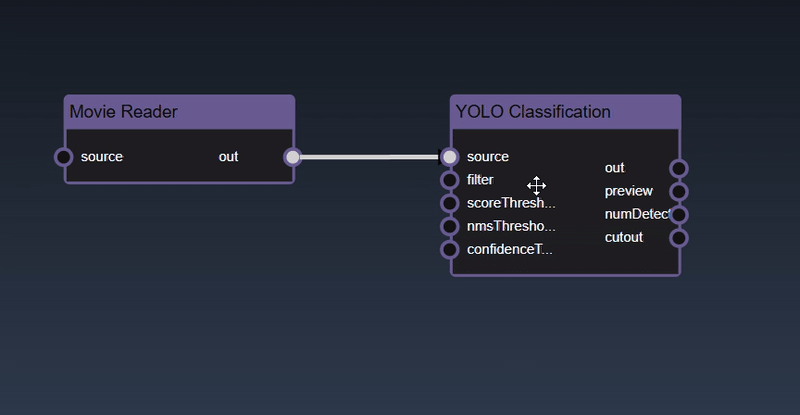 Movie Reader
source
out
YOLO Classification
source
filter
scoreThresh...
nmsThresho...
confidenceT...
out
preview
numDetect
cutout